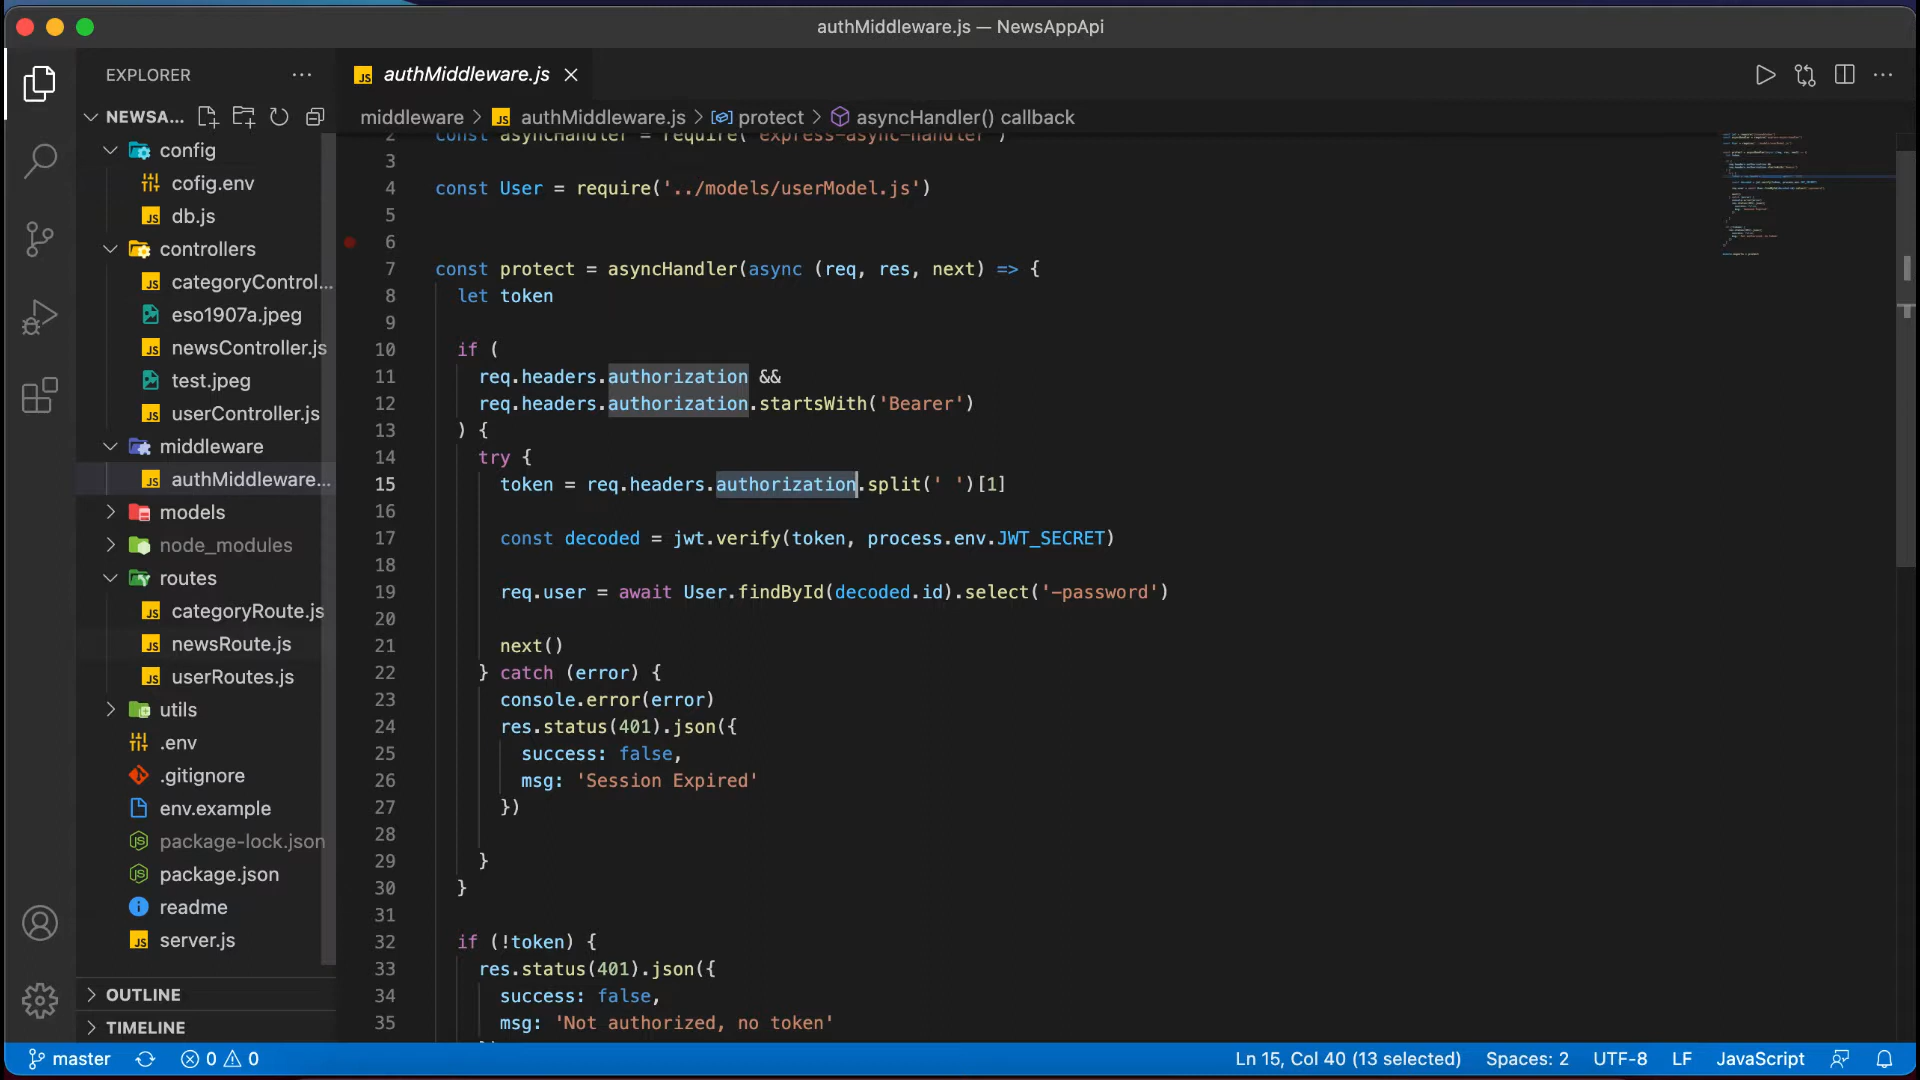 authMiddleware.js — NewsAppApi
EXPLORER
authMiddleware.js
NEWSA...
middleware > authMiddleware.js > protect > asyncHandler() callback
config
cofig.env
db.js
controllers
categoryControl...
eso1907a.jpeg
newsController.js
test.jpeg
userController.js
middleware
authMiddleware...
models
node_modules
routes
categoryRoute.js
newsRoute.js
userRoutes.js
utils
.env
.gitignore
env.example
package-lock.json
package.json
readme
server.js
OUTLINE
TIMELINE
2 const asyncHandler = require('express-async-handler')
3
4 const User = require('../models/userModel.js')
5
6
7 const protect = asyncHandler(async (req, res, next) => {
8 let token
9
10 if (
11 req.headers.authorization &&
12 req.headers.authorization.startsWith('Bearer')
13 ) {
14 try {
15 token = req.headers.authorization.split(' ')[1]
16
17 const decoded = jwt.verify(token, process.env.JWT_SECRET)
18
19 req.user = await User.findById(decoded.id).select('-password')
20
21 next()
22 } catch (error) {
23 console.error(error)
24 res.status(401).json({
25 success: false,
26 msg: 'Session Expired'
27 })
28
29 }
30 }
31
32 if (!token) {
33 res.status(401).json({
34 success: false,
35 msg: 'Not authorized, no token'
master 0 0 Ln 15, Col 40 (13 selected) Spaces: 2 UTF-8 LF JavaScript